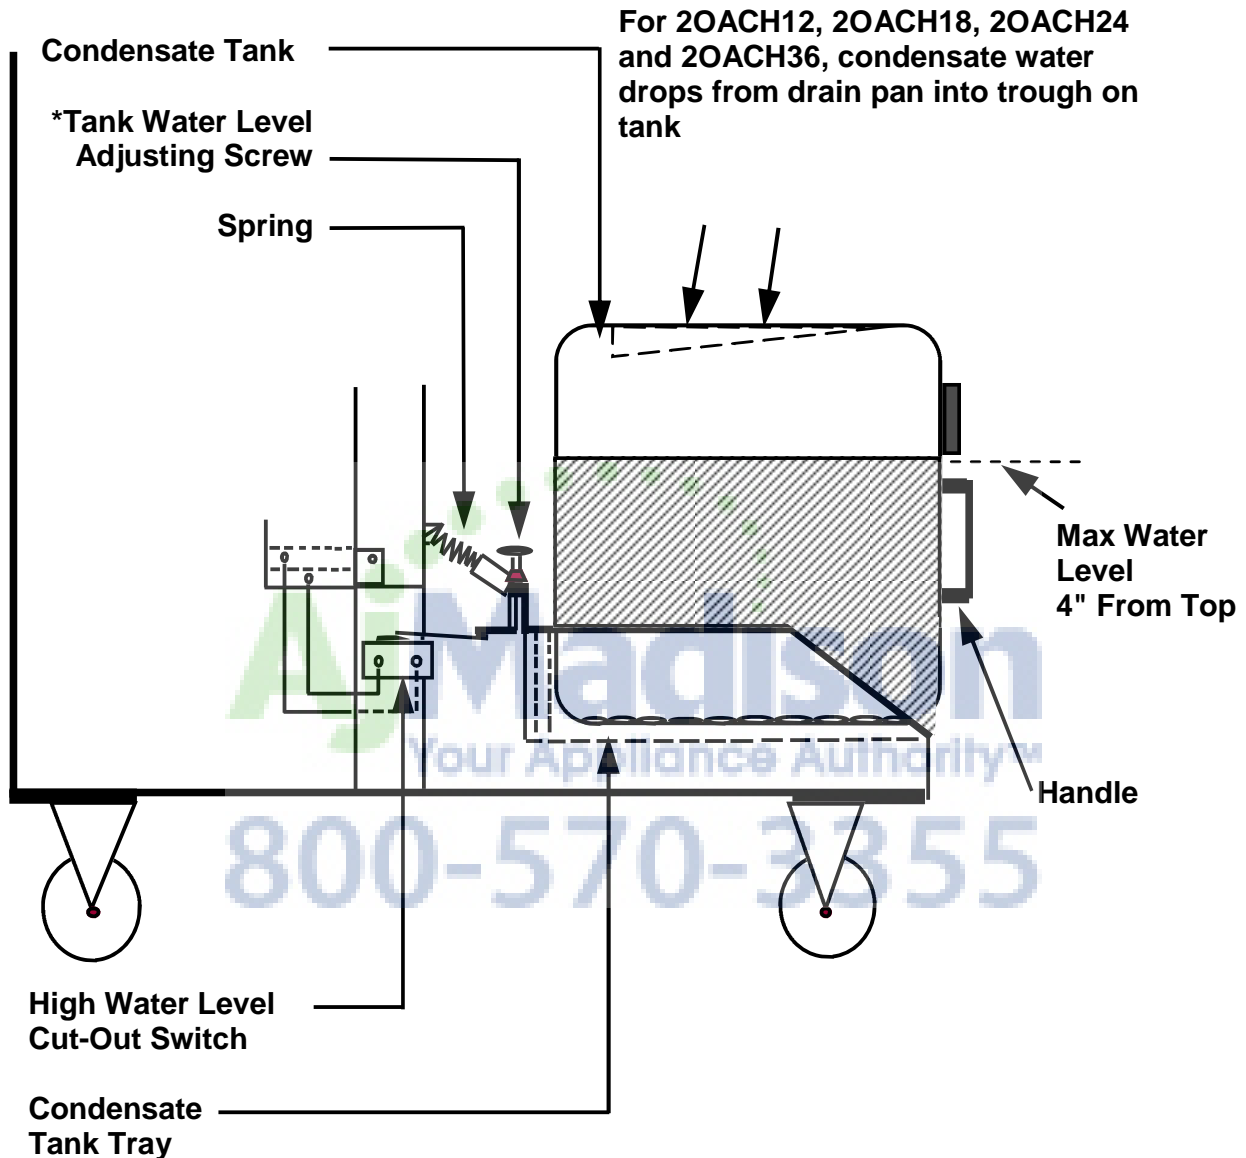 Condensate Tank
For 2OACH12, 2OACH18, 2OACH24
and 2OACH36, condensate water
drops from drain pan into trough on
tank
*Tank Water Level
Adjusting Screw
Spring
Max Water
Level
4" From Top
AjMadison
Your Appliance Authority™
Handle
800-570-3355
High Water Level
Cut-Out Switch
Condensate
Tank Tray